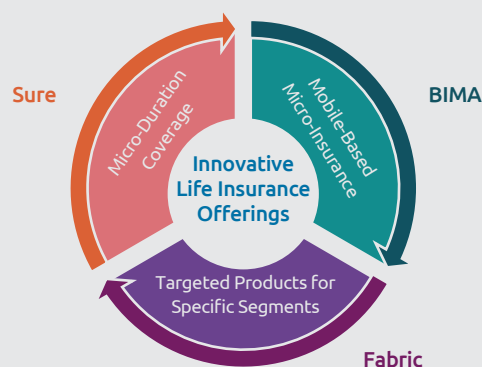 Sure
Micro-Duration
Coverage
Mobile-Based
Micro-Insurance
BIMA
Innovative
Life Insurance
Offerings
Targeted Products for
Specific Segments
Fabric